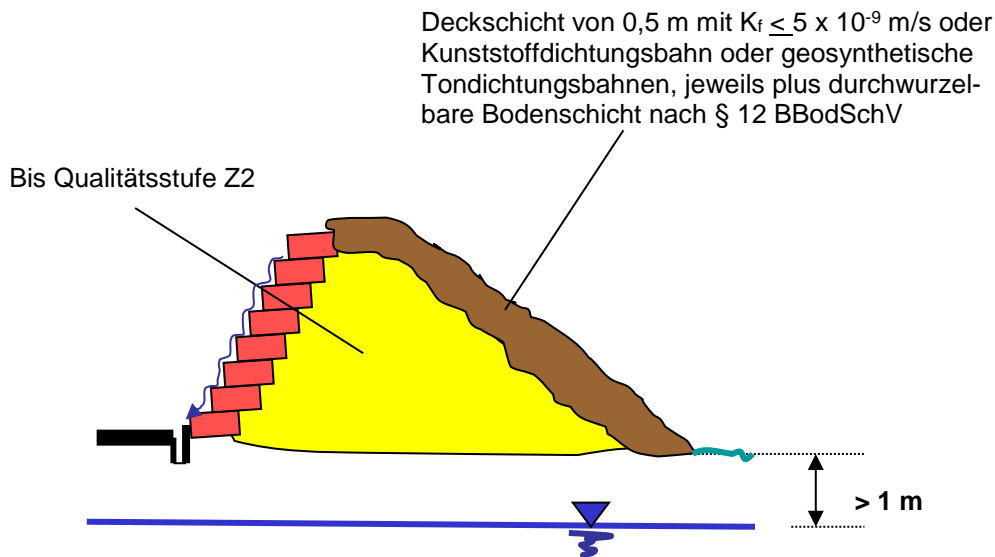 Deckschicht von 0,5 m mit Kf ≤ 5 x 10⁻⁹ m/s oder
Kunststoffdichtungsbahn oder geosynthetische
Tondichtungsbahnen, jeweils plus durchwurzel-
bare Bodenschicht nach § 12 BBodSchV
Bis Qualitätsstufe Z2
> 1 m